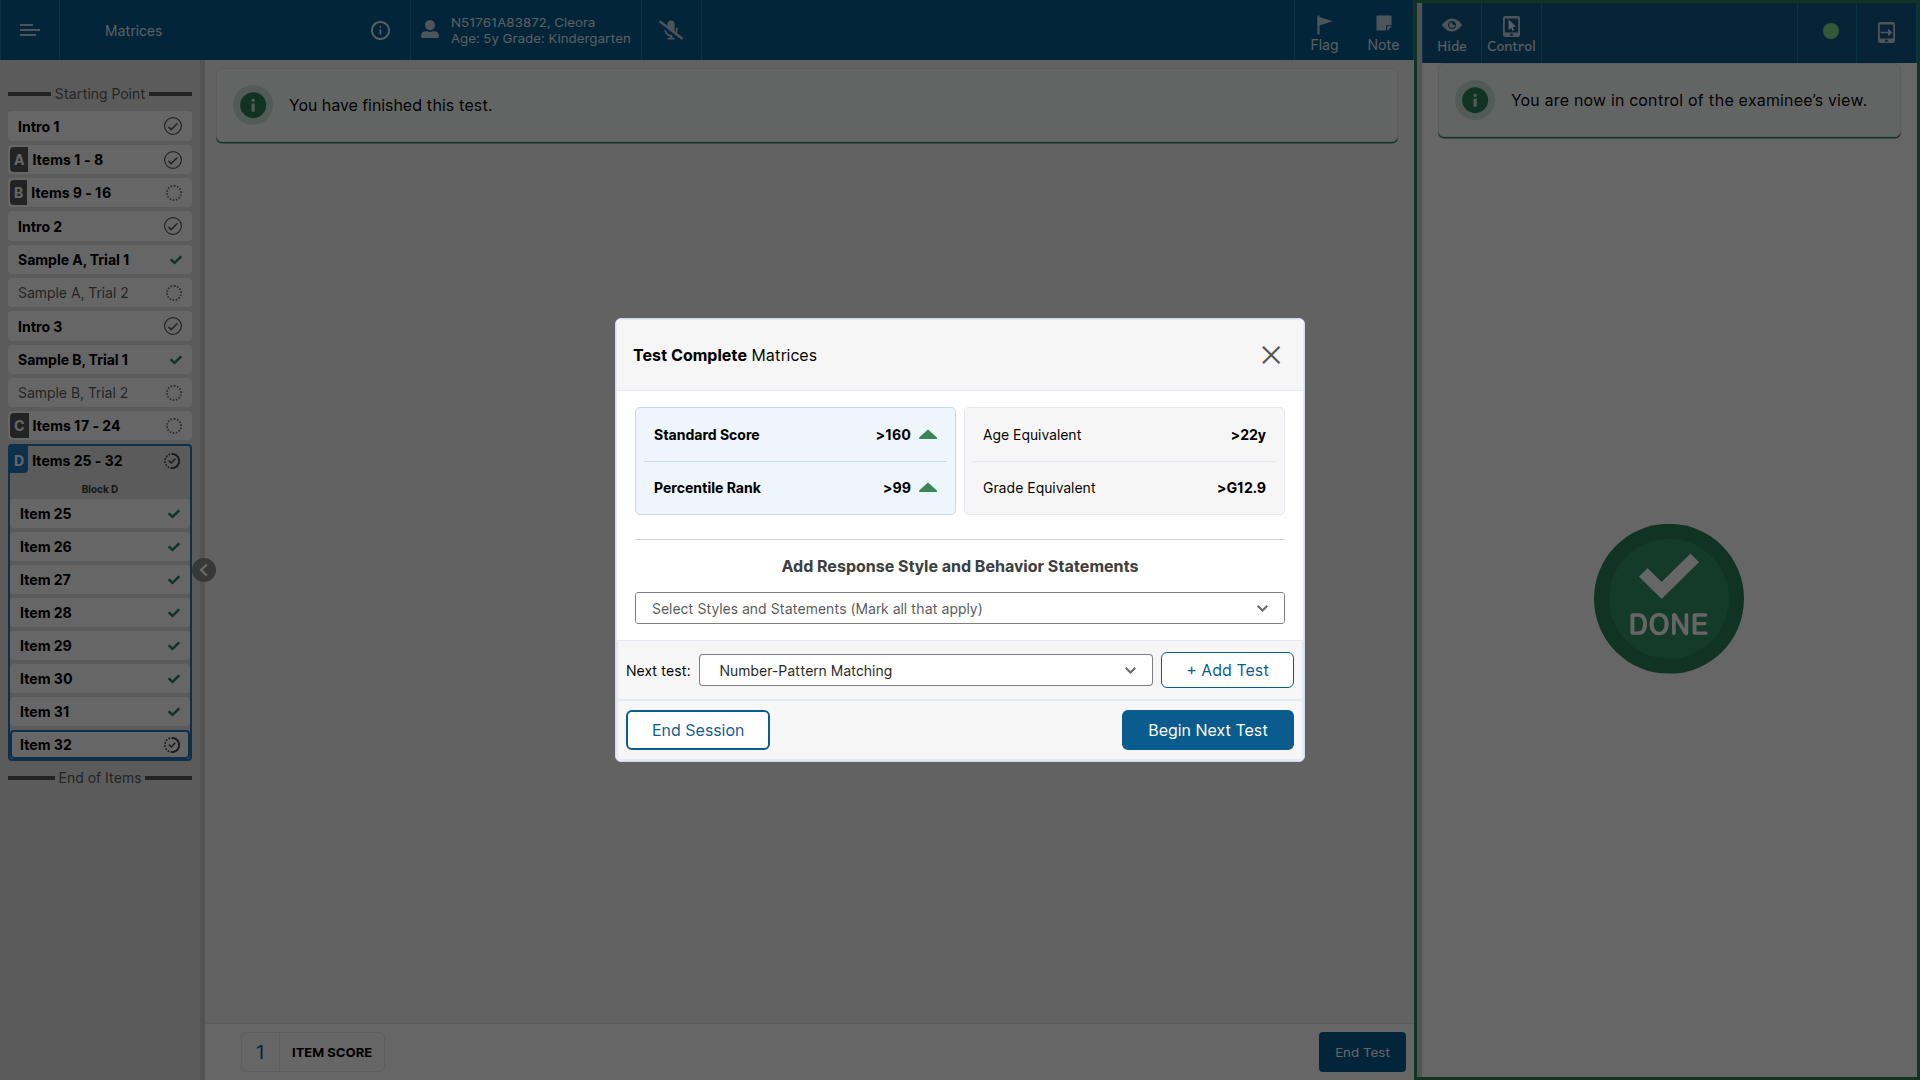 Matrices
N51761A83872, Cleora
Age: 5y Grade: Kindergarten
Flag
Note
Hide
Control
Starting Point
Intro 1
A Items 1 - 8
B Items 9 - 16
Intro 2
Sample A, Trial 1
Sample A, Trial 2
Intro 3
Sample B, Trial 1
Sample B, Trial 2
C Items 17 - 24
D Items 25 - 32
Block D
Item 25
Item 26
Item 27
Item 28
Item 29
Item 30
Item 31
Item 32
End of Items
You have finished this test.
Test Complete Matrices
Standard Score >160
Percentile Rank >99
Age Equivalent >22y
Grade Equivalent >G12.9
Add Response Style and Behavior Statements
Select Styles and Statements (Mark all that apply)
Next test: Number-Pattern Matching + Add Test
End Session
Begin Next Test
1 ITEM SCORE
End Test
You are now in control of the examinee’s view.
DONE